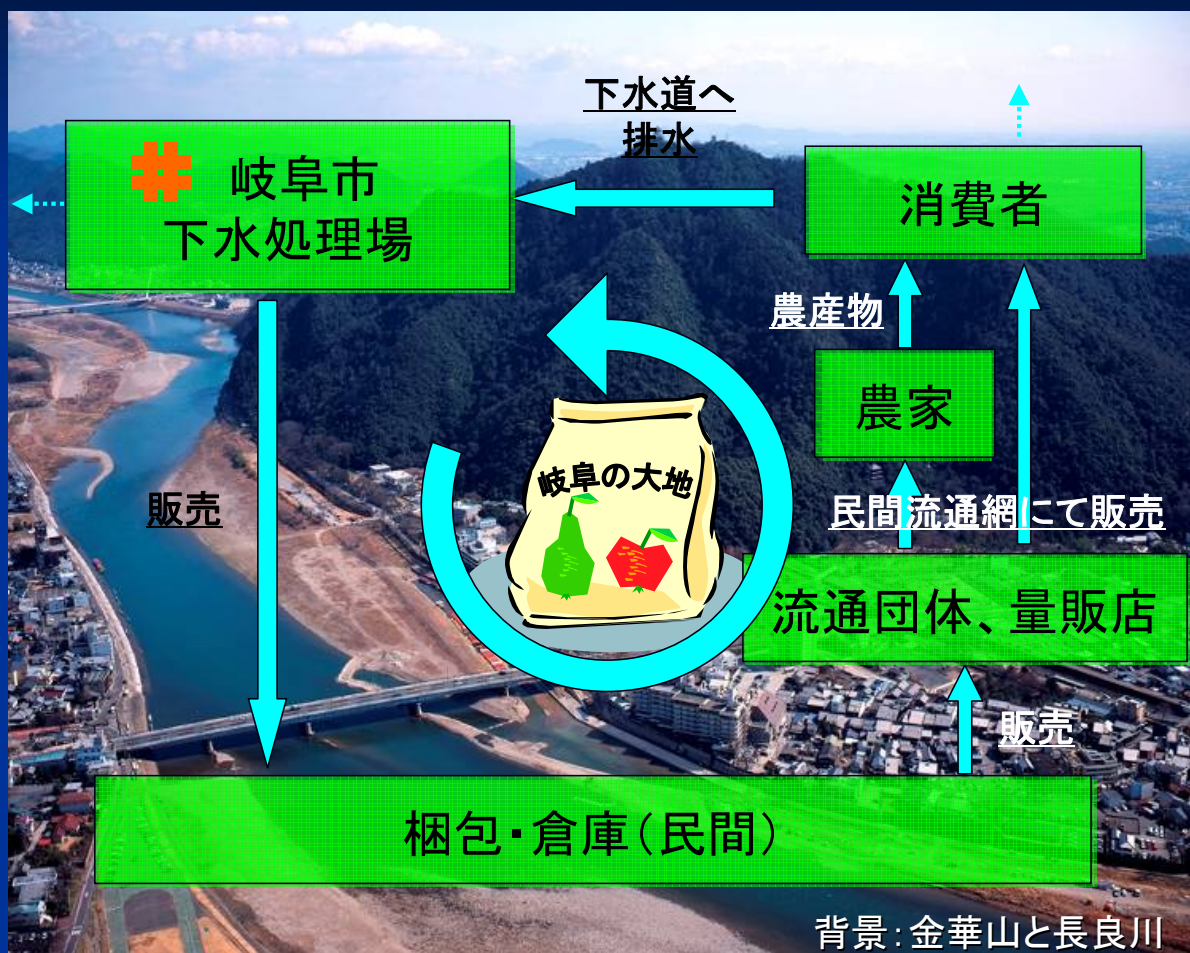 下水道へ
排水
岐阜市
下水処理場
消費者
農産物
農家
岐阜の大地
販売
民間流通網にて販売
流通団体、量販店
販売
梱包・倉庫(民間)
背景:金華山と長良川